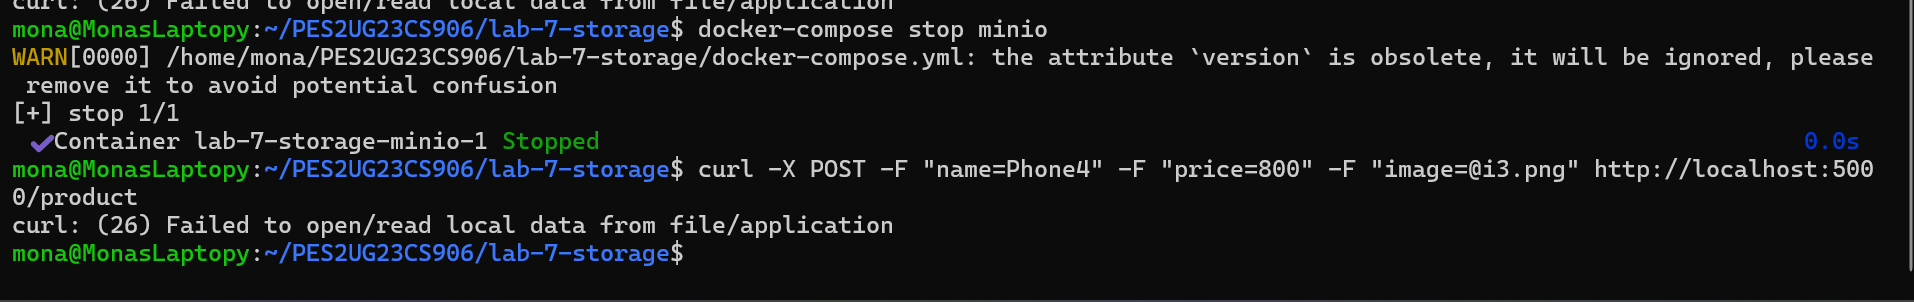 curl: (26) Failed to open/read local data from file/application
mona@MonasLaptopy:~/PES2UG23CS906/lab-7-storage$ docker-compose stop minio
WARN[0000] /home/mona/PES2UG23CS906/lab-7-storage/docker-compose.yml: the attribute `version` is obsolete, it will be ignored, please
 remove it to avoid potential confusion
[+] stop 1/1
✔Container lab-7-storage-minio-1 Stopped 0.0s
mona@MonasLaptopy:~/PES2UG23CS906/lab-7-storage$ curl -X POST -F "name=Phone4" -F "price=800" -F "image=@i3.png" http://localhost:500
0/product
curl: (26) Failed to open/read local data from file/application
mona@MonasLaptopy:~/PES2UG23CS906/lab-7-storage$